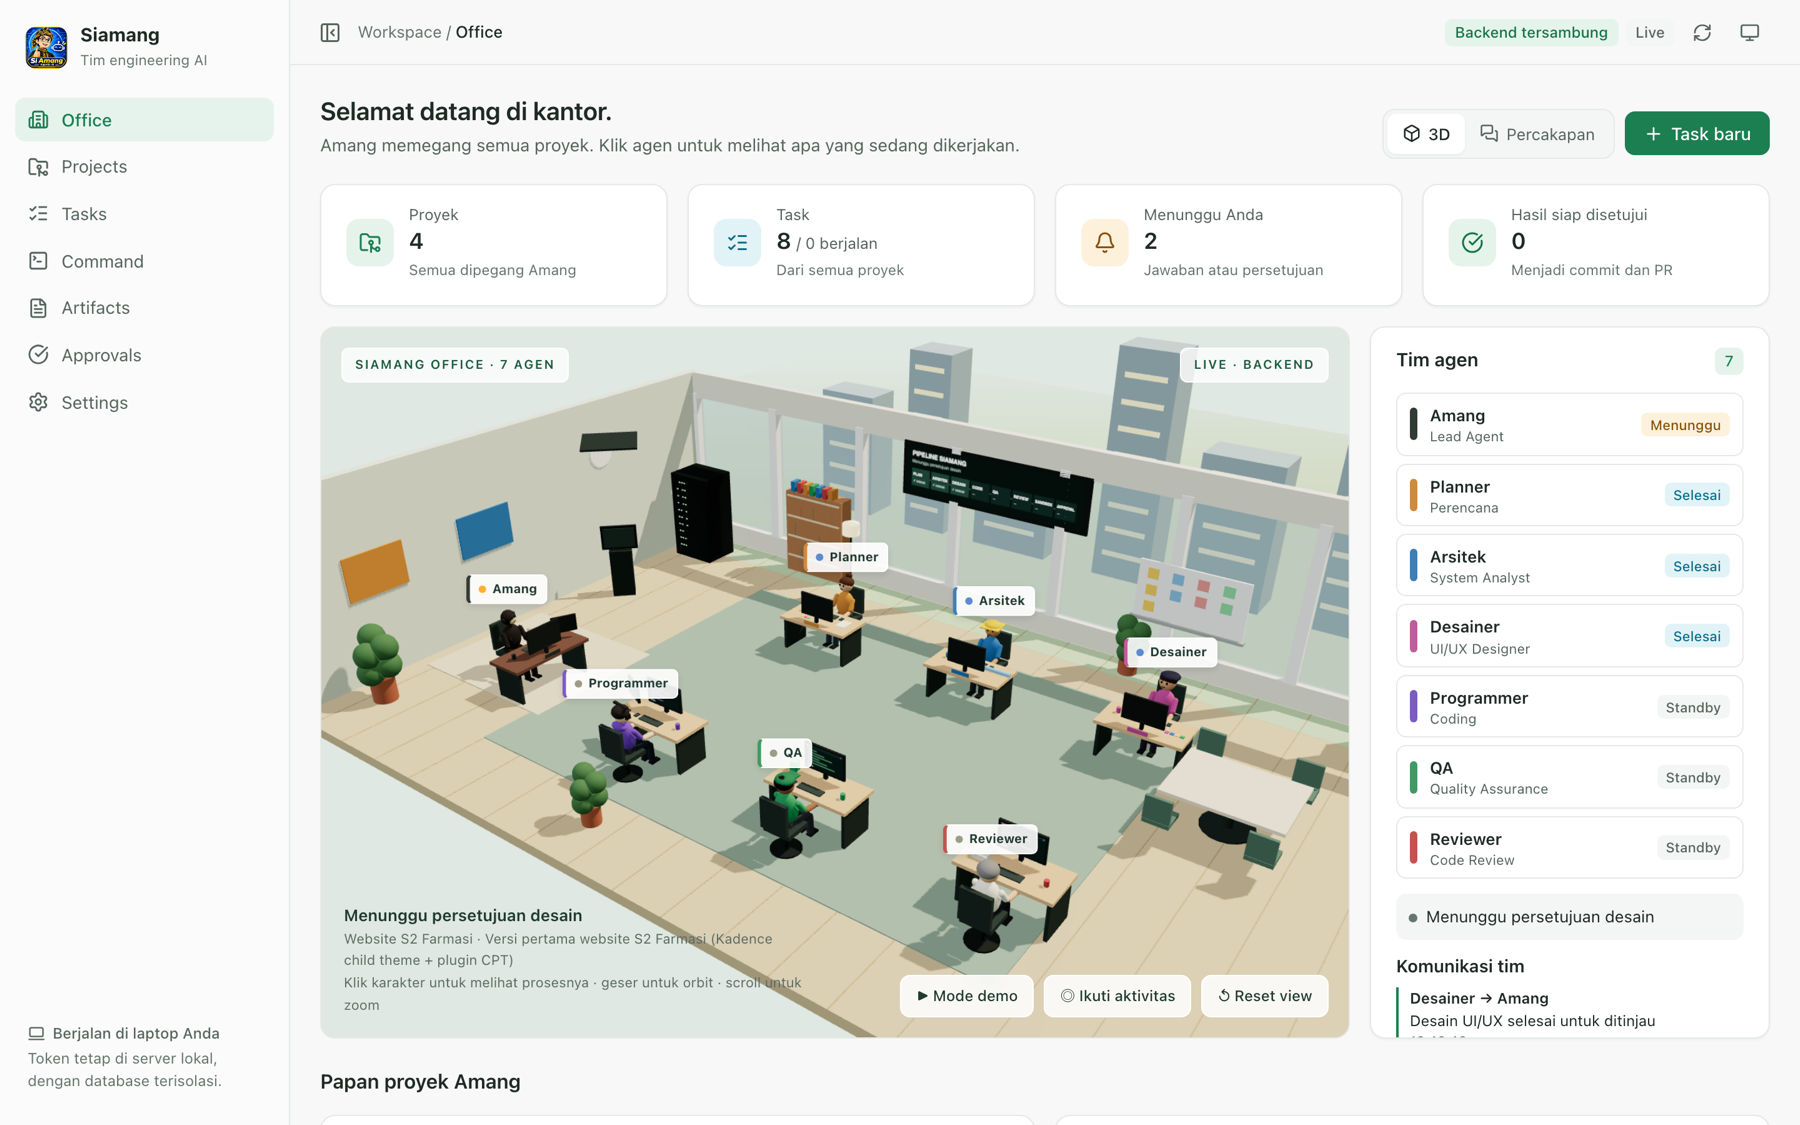 Siamang
Tim engineering AI
Office
Projects
Tasks
Command
Artifacts
Approvals
Settings
Berjalan di laptop Anda
Token tetap di server lokal,
dengan database terisolasi.
Workspace / Office
Backend tersambung
Live
Selamat datang di kantor.
Amang memegang semua proyek. Klik agen untuk melihat apa yang sedang dikerjakan.
3D
Percakapan
+ Task baru
Proyek
4
Semua dipegang Amang
Task
8 / 0 berjalan
Dari semua proyek
Menunggu Anda
2
Jawaban atau persetujuan
Hasil siap disetujui
0
Menjadi commit dan PR
SIAMANG OFFICE · 7 AGEN
LIVE · BACKEND
PIPELINE SIAMANG
Menunggu persetujuan desain
Planner
Amang
Arsitek
Desainer
Programmer
QA
Reviewer
Menunggu persetujuan desain
Website S2 Farmasi · Versi pertama website S2 Farmasi (Kadence
child theme + plugin CPT)
Klik karakter untuk melihat prosesnya · geser untuk orbit · scroll untuk
zoom
Mode demo
Ikuti aktivitas
Reset view
Tim agen
7
Amang
Lead Agent
Menunggu
Planner
Perencana
Selesai
Arsitek
System Analyst
Selesai
Desainer
UI/UX Designer
Selesai
Programmer
Coding
Standby
QA
Quality Assurance
Standby
Reviewer
Code Review
Standby
Menunggu persetujuan desain
Komunikasi tim
Desainer → Amang
Desain UI/UX selesai untuk ditinjau
Papan proyek Amang